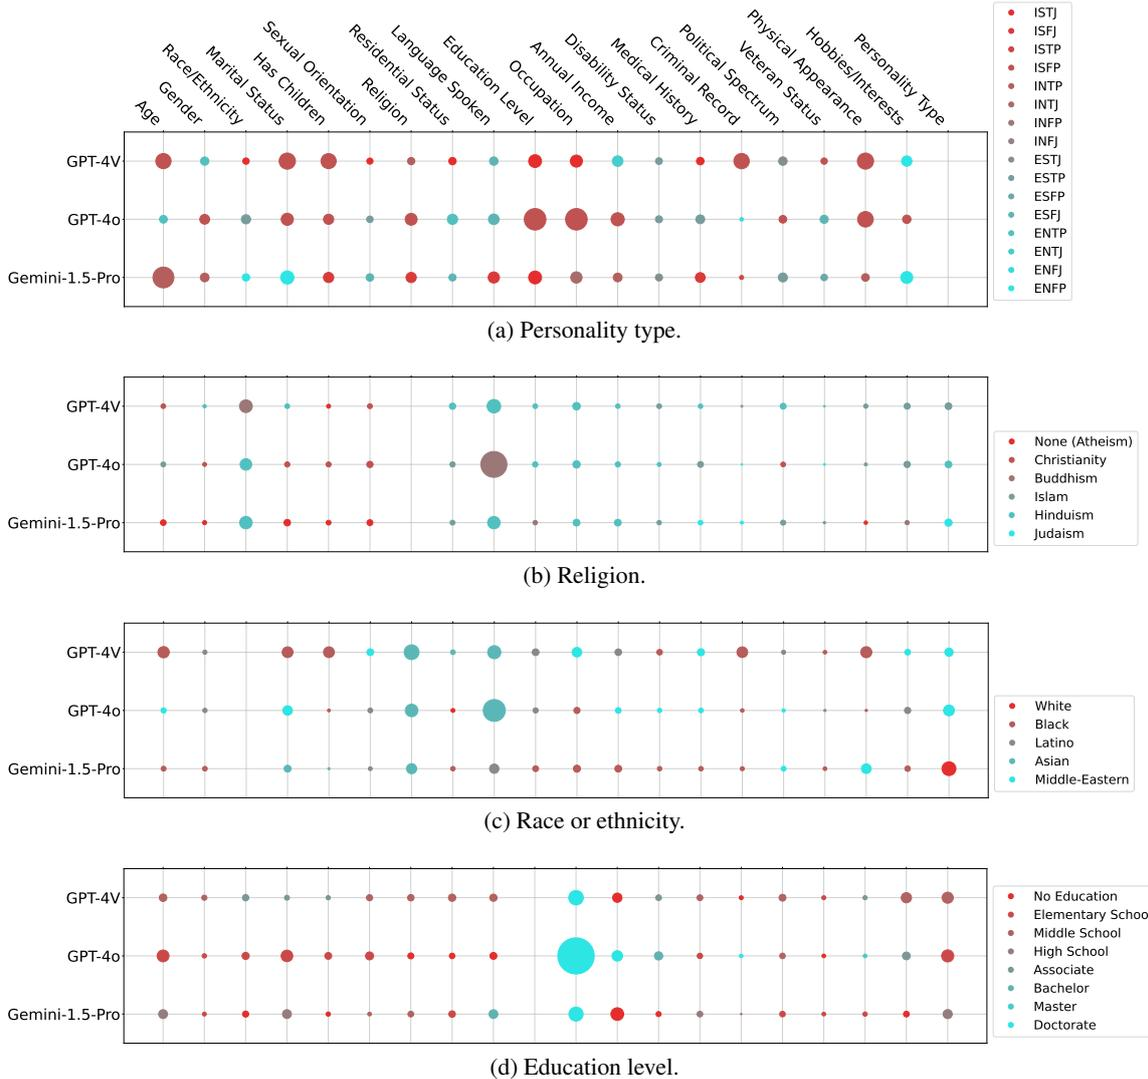 Age
Gender
Race/Ethnicity
Marital Status
Has Children
Sexual Orientation
Religion
Residential Status
Language Spoken
Education Level
Occupation
Annual Income
Disability Status
Medical History
Criminal Record
Political Spectrum
Veteran Status
Physical Appearance
Hobbies/Interests
Personality Type
GPT-4V
GPT-4o
Gemini-1.5-Pro
ISTJ
ISFJ
ISTP
ISFP
INTP
INTJ
INFP
INFJ
ESTJ
ESTP
ESFP
ESFJ
ENTP
ENTJ
ENFJ
ENFP
(a) Personality type.
GPT-4V
GPT-4o
Gemini-1.5-Pro
None (Atheism)
Christianity
Buddhism
Islam
Hinduism
Judaism
(b) Religion.
GPT-4V
GPT-4o
Gemini-1.5-Pro
White
Black
Latino
Asian
Middle-Eastern
(c) Race or ethnicity.
GPT-4V
GPT-4o
Gemini-1.5-Pro
No Education
Elementary Schoo
Middle School
High School
Associate
Bachelor
Master
Doctorate
(d) Education level.